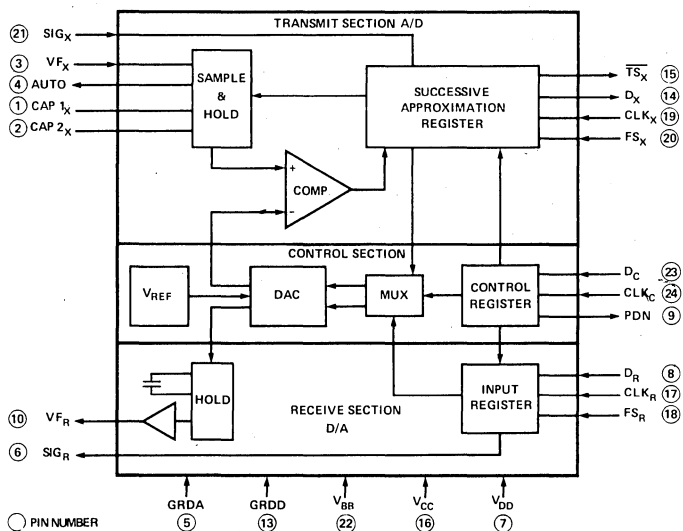 TRANSMIT SECTION A/D
21 SIGX
3 VFX
4 AUTO
1 CAP 1X
2 CAP 2X
SAMPLE
&
HOLD
SUCCESSIVE
APPROXIMATION
REGISTER
TSX 15
DX 14
CLKX 19
FSX 20
+
COMP
–
CONTROL SECTION
VREF
DAC
MUX
CONTROL
REGISTER
DC 23
CLKC 24
PDN 9
HOLD
RECEIVE SECTION
D/A
INPUT
REGISTER
DR 8
CLKR 17
FSR 18
10 VFR
6 SIGR
GRDA
5
GRDD
13
VBR
22
VCC
16
VDD
7
PIN NUMBER